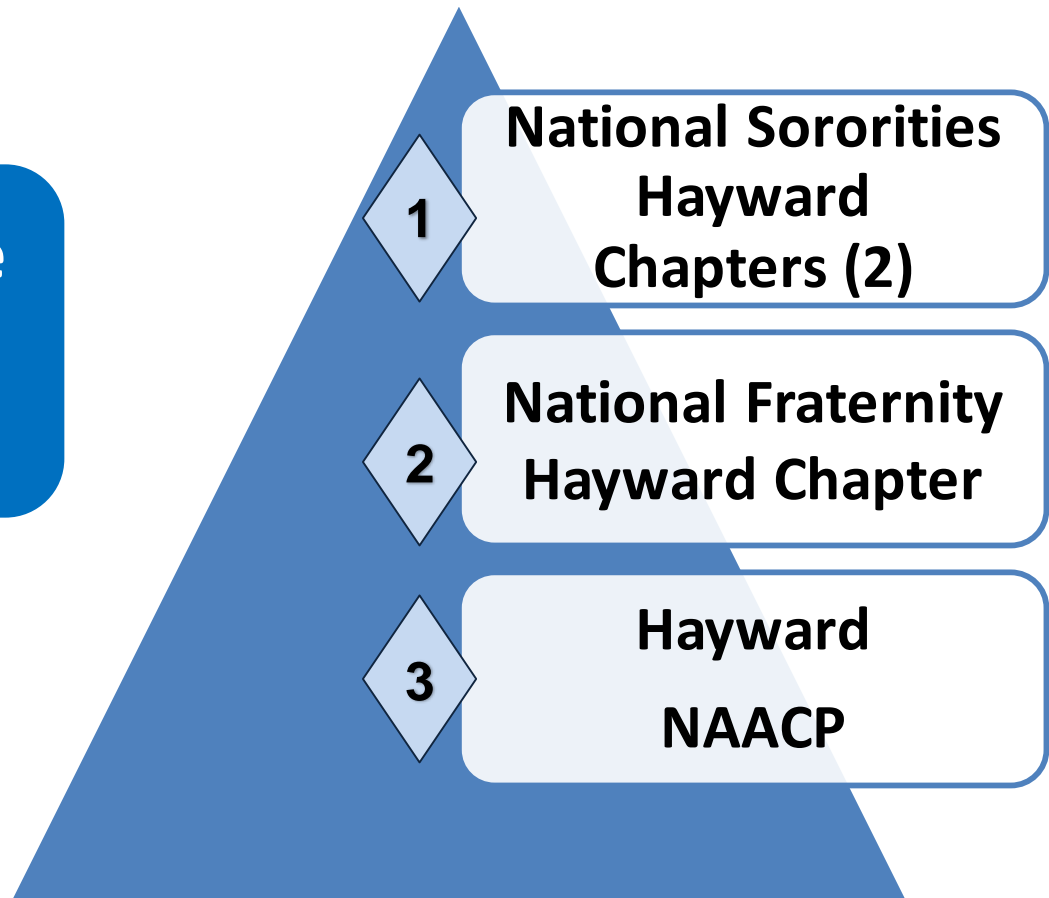 1
National Sororities
Hayward
Chapters (2)
2
National Fraternity
Hayward Chapter
3
Hayward
NAACP